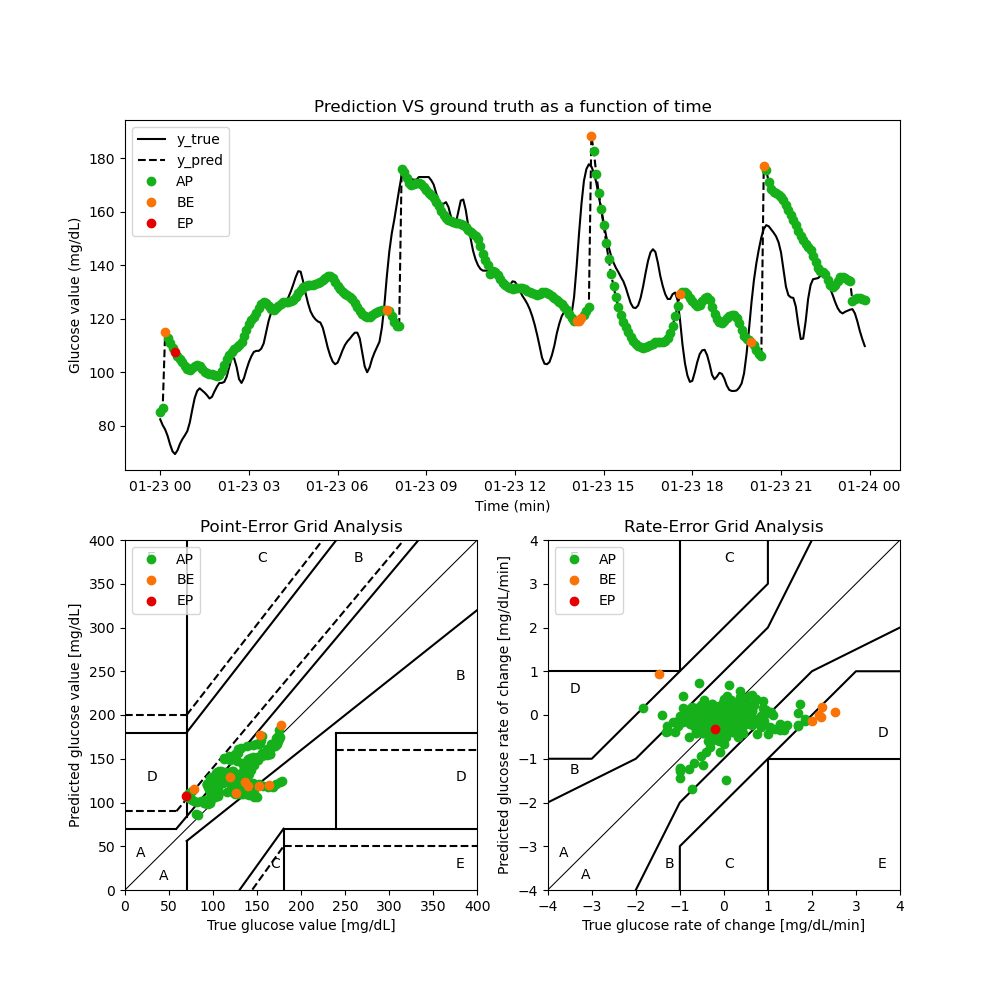 Prediction VS ground truth as a function of time
Glucose value (mg/dL)
180
160
140
120
100
80
y_true
y_pred
AP
BE
EP
01-23 00 01-23 03 01-23 06 01-23 09 01-23 12 01-23 15 01-23 18 01-23 21 01-24 00
Time (min)
Point-Error Grid Analysis
Predicted glucose value [mg/dL]
400
350
300
250
200
150
100
50
0
AP
BE
EP
C
B
B
D
D
A
A
C
E
0 50 100 150 200 250 300 350 400
True glucose value [mg/dL]
Rate-Error Grid Analysis
Predicted glucose rate of change [mg/dL/min]
4
3
2
1
0
−1
−2
−3
−4
AP
BE
EP
C
D
D
B
A
A
B
C
E
−4 −3 −2 −1 0 1 2 3 4
True glucose rate of change [mg/dL/min]